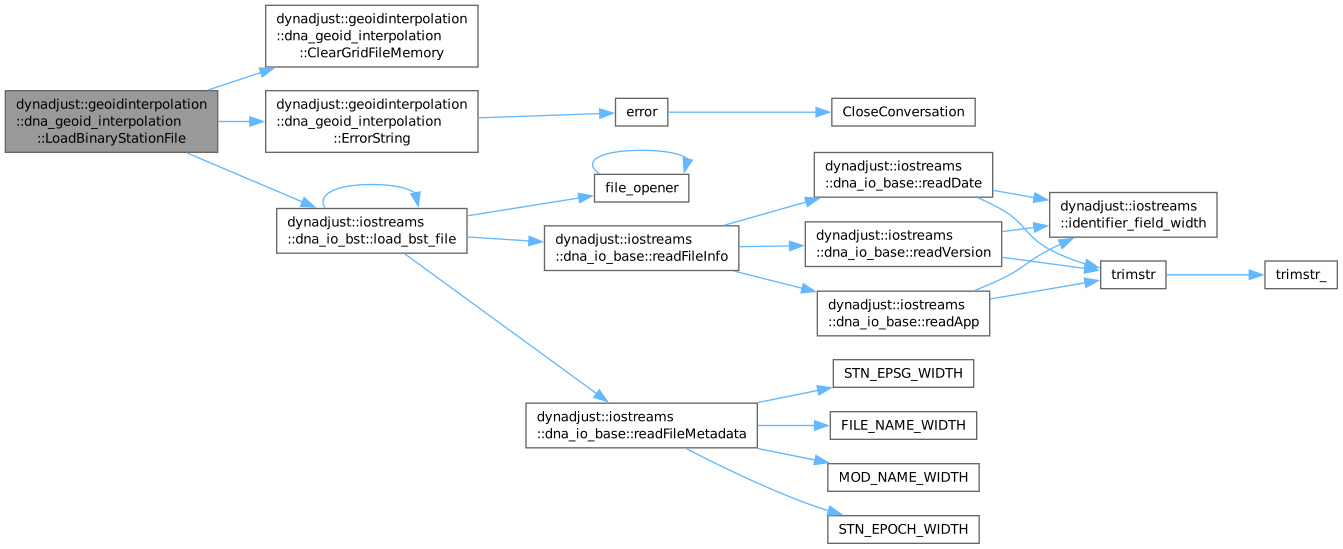 dynadjust::geoidinterpolation
::dna_geoid_interpolation
::LoadBinaryStationFile
dynadjust::geoidinterpolation
::dna_geoid_interpolation
::ClearGridFileMemory
dynadjust::geoidinterpolation
::dna_geoid_interpolation
::ErrorString
error
CloseConversation
dynadjust::iostreams
::dna_io_bst::load_bst_file
file_opener
dynadjust::iostreams
::dna_io_base::readFileInfo
dynadjust::iostreams
::dna_io_base::readDate
dynadjust::iostreams
::dna_io_base::readVersion
dynadjust::iostreams
::dna_io_base::readApp
dynadjust::iostreams
::identifier_field_width
trimstr
trimstr_
dynadjust::iostreams
::dna_io_base::readFileMetadata
STN_EPSG_WIDTH
FILE_NAME_WIDTH
MOD_NAME_WIDTH
STN_EPOCH_WIDTH